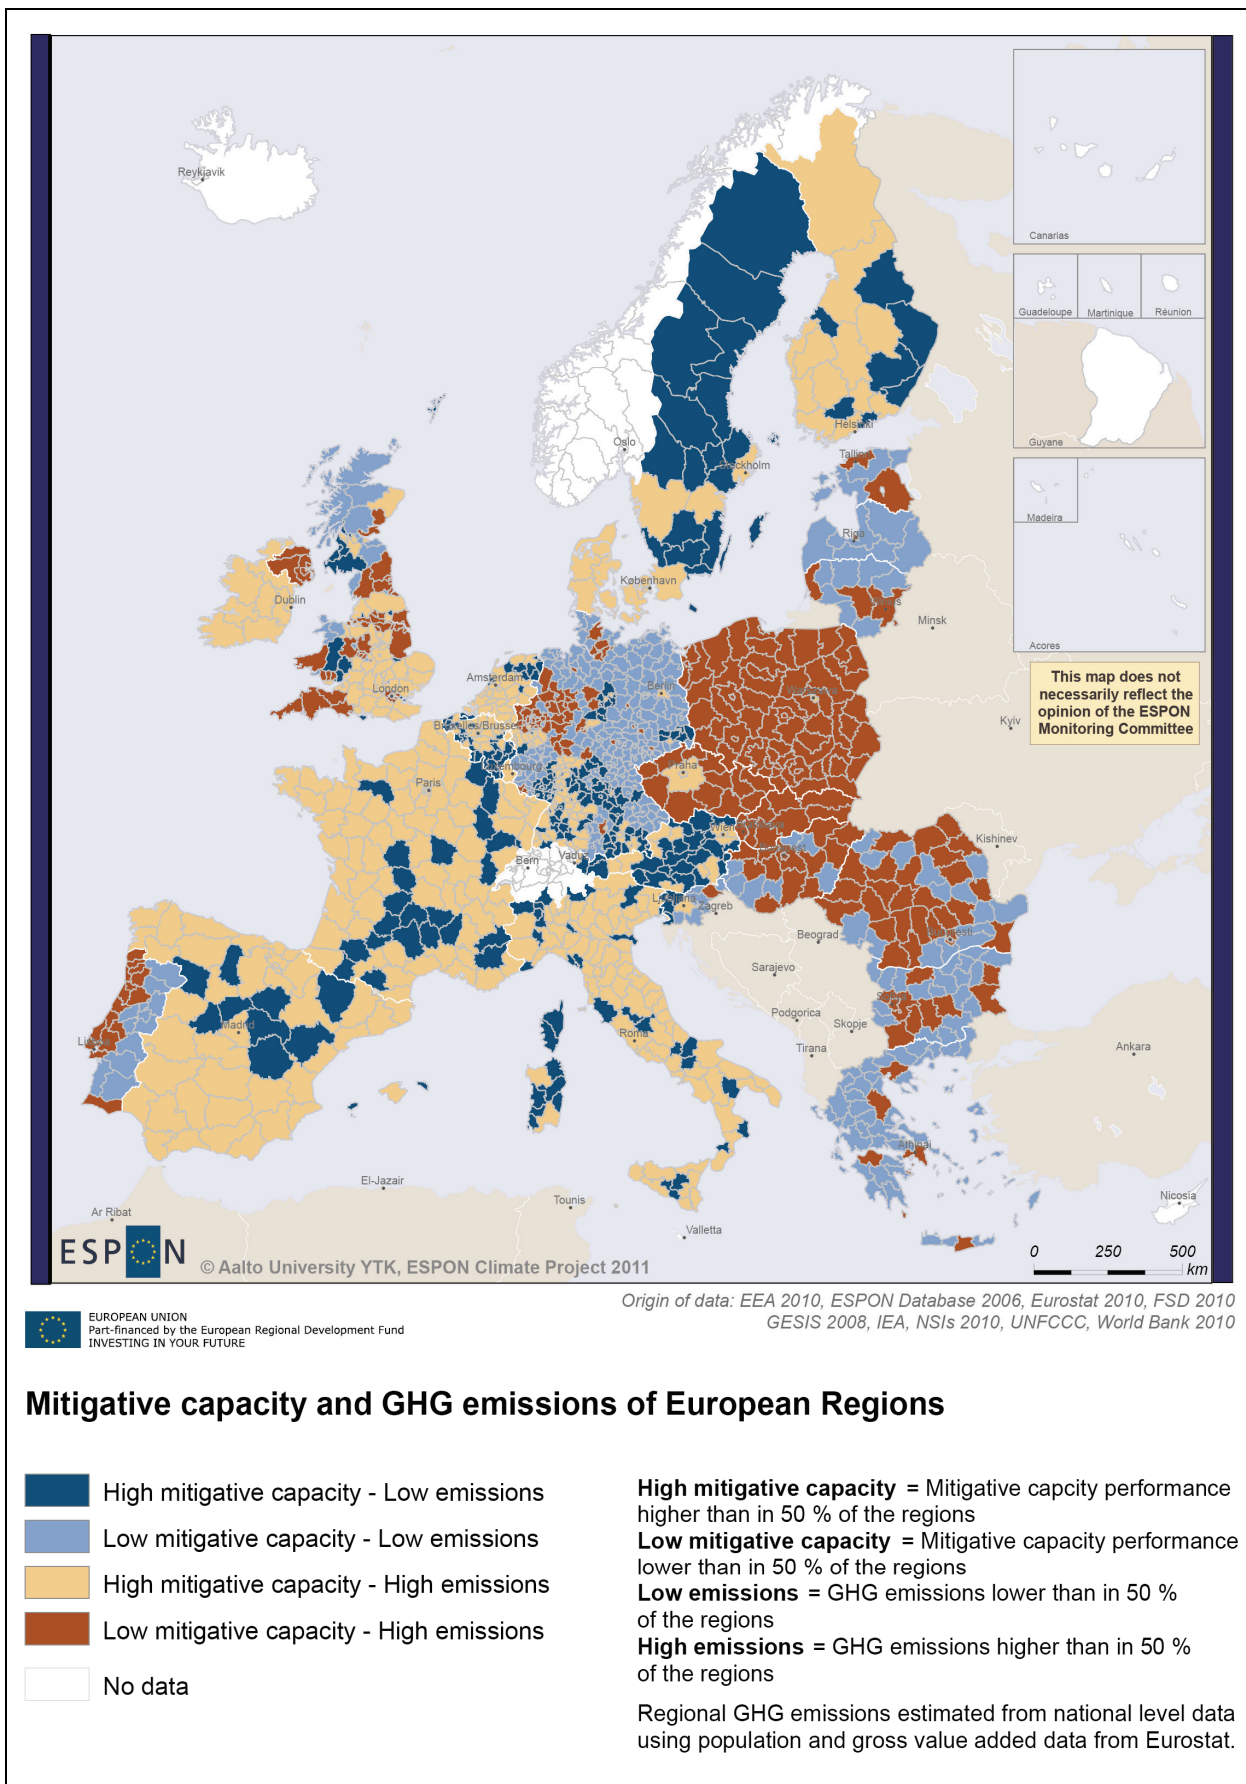 Reykjavik
Canarias
Guadeloupe
Martinique
Réunion
Guyane
Madeira
Acores
Oslo
Helsinki
Stockholm
Tallinn
Riga
København
Dublin
Minsk
Amsterdam
London
Berlin
Kyiv
Paris
Praha
Wien
Kishinev
Bern
Vaduz
Ljubljana
Zagreb
Beograd
Sarajevo
Podgorica
Skopje
Tirana
Roma
Madrid
Ankara
Athinai
El-Jazair
Tounis
Ar Ribat
Valletta
Nicosia
This map does not
necessarily reflect the
opinion of the ESPON
Monitoring Committee
ESPON
© Aalto University YTK, ESPON Climate Project 2011
0 250 500
km
EUROPEAN UNION
Part-financed by the European Regional Development Fund
INVESTING IN YOUR FUTURE
Origin of data: EEA 2010, ESPON Database 2006, Eurostat 2010, FSD 2010
GESIS 2008, IEA, NSIs 2010, UNFCCC, World Bank 2010
Mitigative capacity and GHG emissions of European Regions
High mitigative capacity - Low emissions
Low mitigative capacity - Low emissions
High mitigative capacity - High emissions
Low mitigative capacity - High emissions
No data
High mitigative capacity = Mitigative capcity performance
higher than in 50 % of the regions
Low mitigative capacity = Mitigative capacity performance
lower than in 50 % of the regions
Low emissions = GHG emissions lower than in 50 %
of the regions
High emissions = GHG emissions higher than in 50 %
of the regions
Regional GHG emissions estimated from national level data
using population and gross value added data from Eurostat.